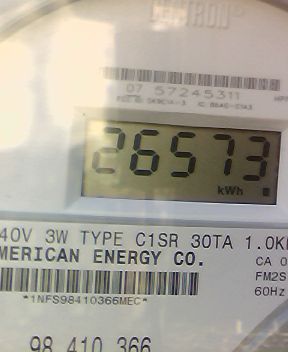 CENTRON®
07 57245311
26573
kWh
40V 3W TYPE C1SR 30TA 1.0K
MERICAN ENERGY CO.
CA 0
FM2S
60Hz
*1NFS98410366MEC*
98 410 366